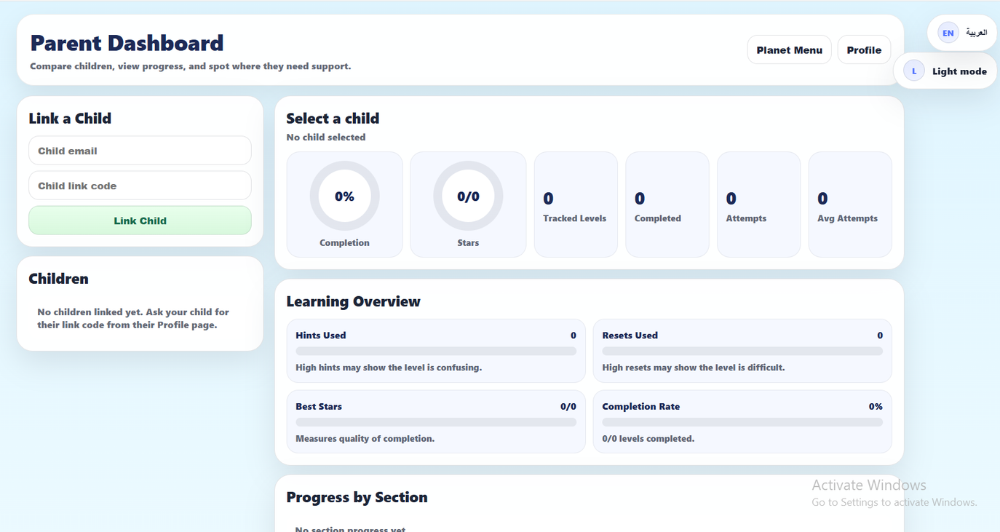 Parent Dashboard
Compare children, view progress, and spot where they need support.
Planet Menu
Profile
EN العربية
L Light mode
Link a Child
Child email
Child link code
Link Child
Children
No children linked yet. Ask your child for
their link code from their Profile page.
Select a child
No child selected
0%
Completion
0/0
Stars
0
Tracked Levels
0
Completed
0
Attempts
0
Avg Attempts
Learning Overview
Hints Used 0
High hints may show the level is confusing.
Resets Used 0
High resets may show the level is difficult.
Best Stars 0/0
Measures quality of completion.
Completion Rate 0%
0/0 levels completed.
Progress by Section
No section progress yet
Activate Windows
Go to Settings to activate Windows.